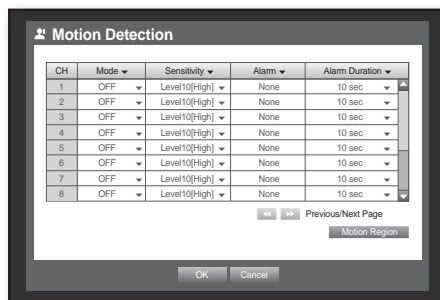 Motion Detection
CH Mode Sensitivity Alarm Alarm Duration
1 OFF Level10[High] None 10 sec
2 OFF Level10[High] None 10 sec
3 OFF Level10[High] None 10 sec
4 OFF Level10[High] None 10 sec
5 OFF Level10[High] None 10 sec
6 OFF Level10[High] None 10 sec
7 OFF Level10[High] None 10 sec
8 OFF Level10[High] None 10 sec
Previous/Next Page
Motion Region
OK Cancel